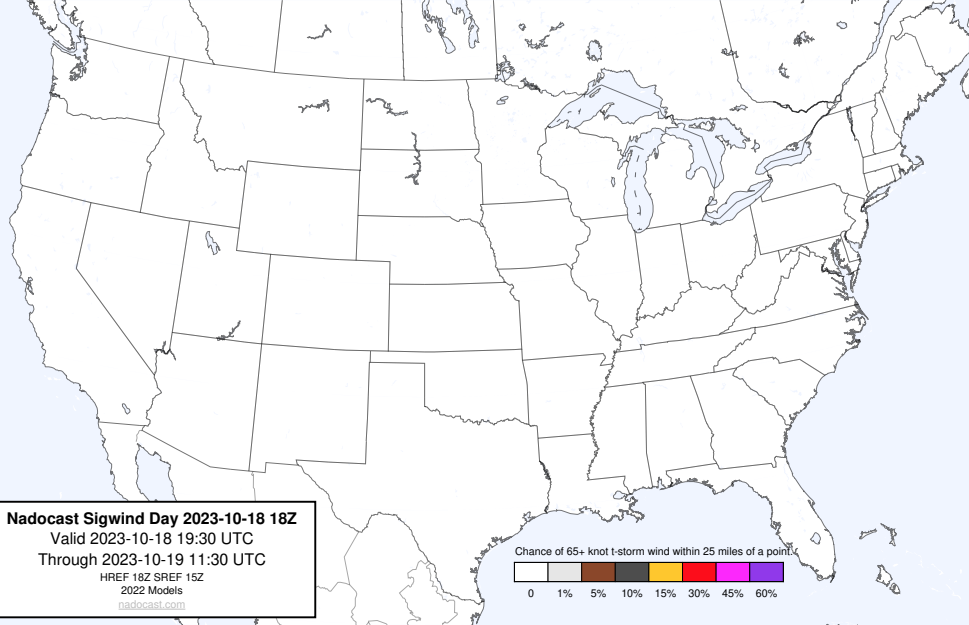 Nadocast Sigwind Day 2023-10-18 18Z
Valid 2023-10-18 19:30 UTC
Through 2023-10-19 11:30 UTC
HREF 18Z SREF 15Z
2022 Models
nadocast.com
Chance of 65+ knot t-storm wind within 25 miles of a point.
0 1% 5% 10% 15% 30% 45% 60%